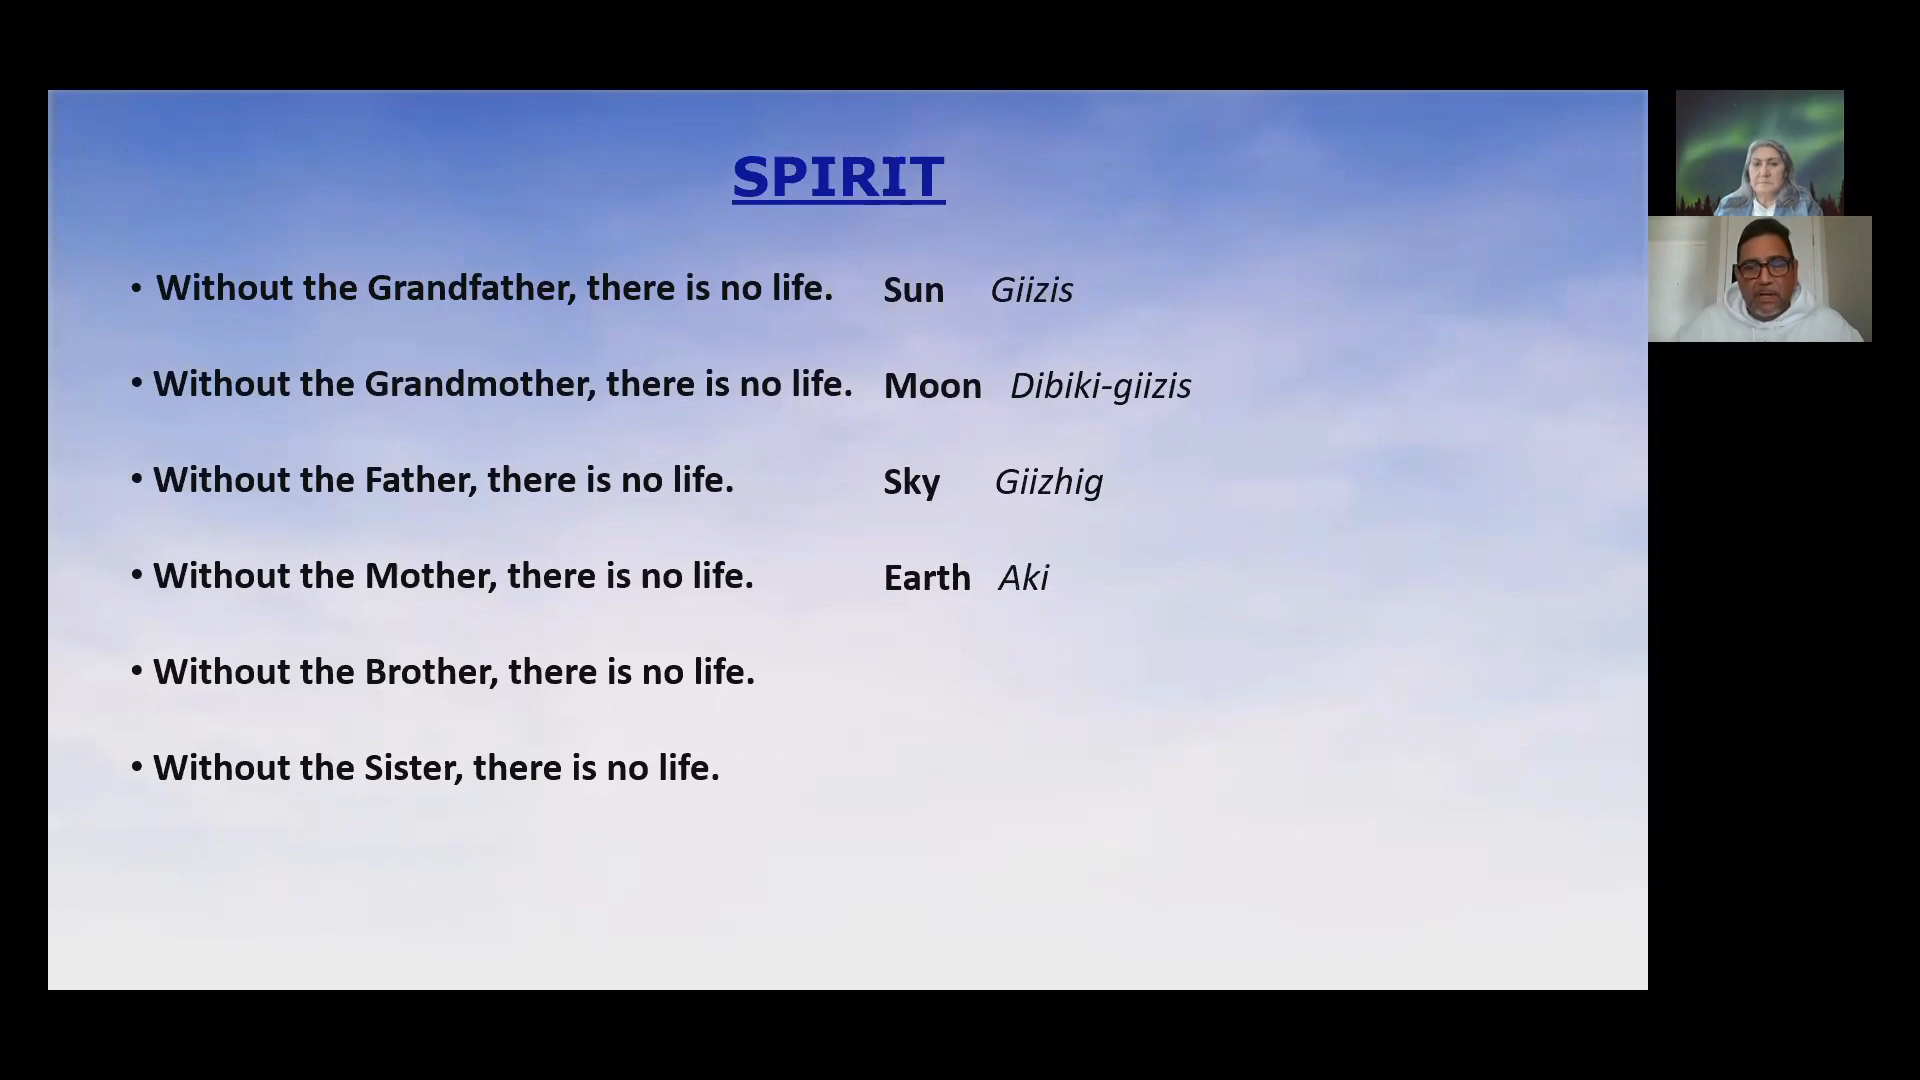 SPIRIT
• Without the Grandfather, there is no life. Sun Giizis
• Without the Grandmother, there is no life. Moon Dibiki-giizis
• Without the Father, there is no life. Sky Giizhig
• Without the Mother, there is no life. Earth Aki
• Without the Brother, there is no life.
• Without the Sister, there is no life.